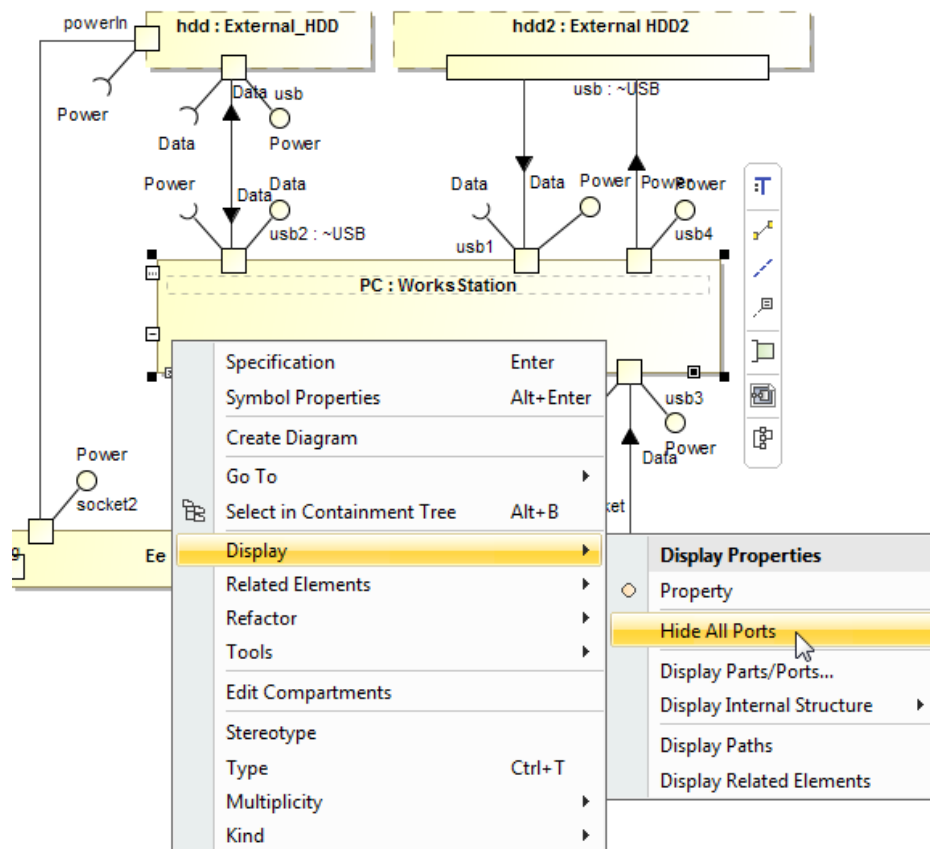 powerIn
hdd : External_HDD
hdd2 : External HDD2
Data
usb
usb : ~USB
Power
Data
Power
Power
Data
Data
Data
Data
Power
Power
Power
usb2 : ~USB
usb1
usb4
PC : WorksStation
Specification Enter
Symbol Properties Alt+Enter
usb3
Create Diagram
Power
Data
Power
Go To
socket2
Select in Containment Tree Alt+B
ket
g
Ee
Display
Display Properties
Related Elements
Property
Refactor
Hide All Ports
Tools
Display Parts/Ports...
Edit Compartments
Display Internal Structure
Stereotype
Display Paths
Type Ctrl+T
Display Related Elements
Multiplicity
Kind